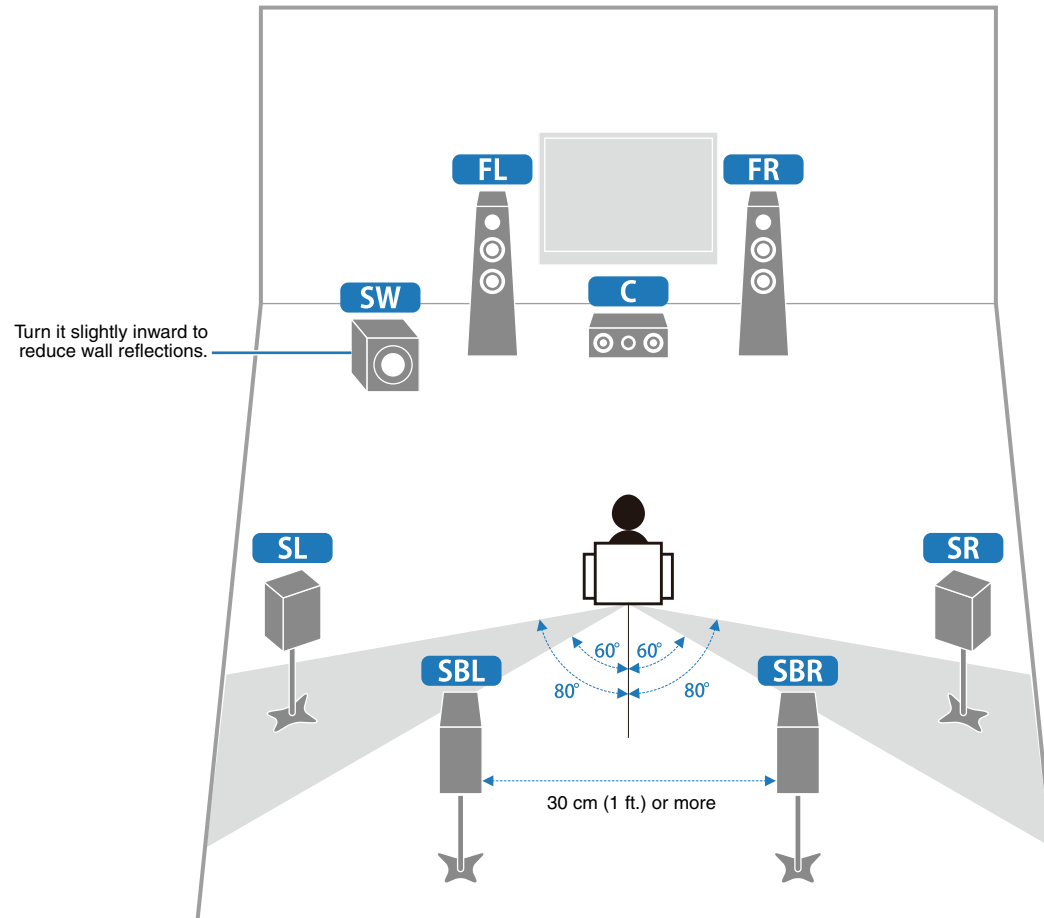 FL
FR
SW
C
Turn it slightly inward to
reduce wall reflections.
SL
SR
60°
60°
SBL
SBR
80°
80°
30 cm (1 ft.) or more